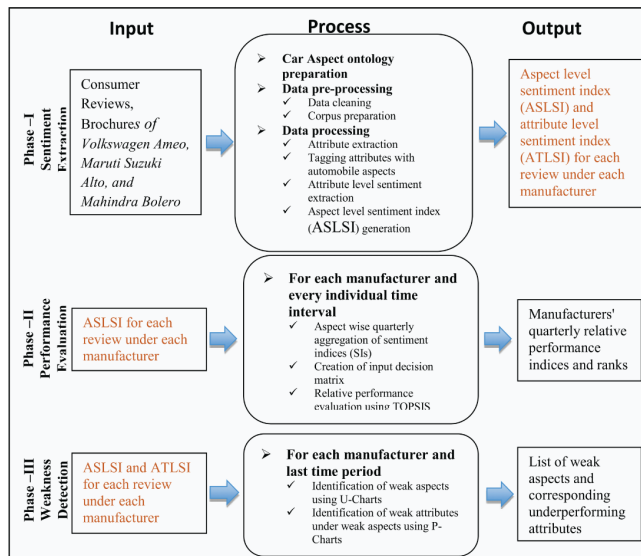 Input
Process
Output
Phase –I
Sentiment
Extraction
Consumer
Reviews,
Brochures of
Volkswagen Ameo,
Maruti Suzuki
Alto, and
Mahindra Bolero
➢ Car Aspect ontology
preparation
➢ Data pre-processing
✓ Data cleaning
✓ Corpus preparation
➢ Data processing
✓ Attribute extraction
✓ Tagging attributes with
automobile aspects
✓ Attribute level sentiment
extraction
✓ Aspect level sentiment index
(ASLSI) generation
Aspect level
sentiment index
(ASLSI) and
attribute level
sentiment index
(ATLSI) for each
review under each
manufacturer
Phase –II
Performance
Evaluation
ASLSI for each
review under each
manufacturer
➢ For each manufacturer and
every individual time
interval
✓ Aspect wise quarterly
aggregation of sentiment
indices (SIs)
✓ Creation of input decision
matrix
✓ Relative performance
evaluation using TOPSIS
Manufacturers'
quarterly relative
performance
indices and ranks
Phase –III
Weakness
Detection
ASLSI and ATLSI
for each review
under each
manufacturer
➢ For each manufacturer and
last time period
✓ Identification of weak aspects
using U-Charts
✓ Identification of weak attributes
under weak aspects using P-
Charts
List of weak
aspects and
corresponding
underperforming
attributes